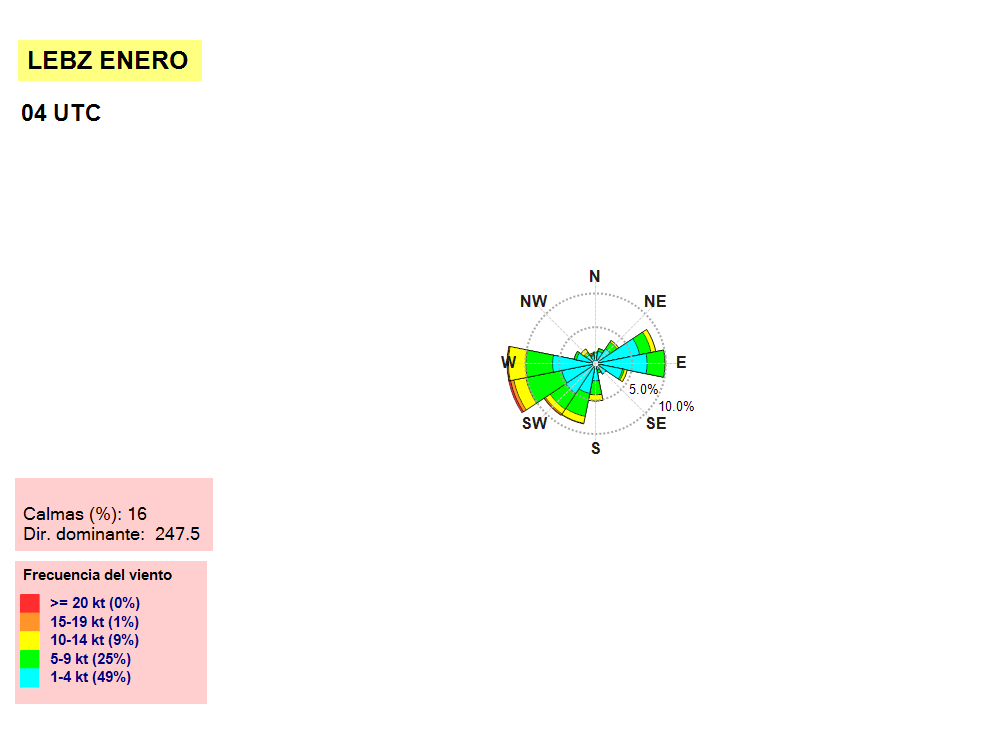 LEBZ ENERO
04 UTC
N
NW
NE
W
E
5.0%
10.0%
SW
SE
S
Calmas (%): 16
Dir. dominante: 247.5
Frecuencia del viento
>= 20 kt (0%)
15-19 kt (1%)
10-14 kt (9%)
5-9 kt (25%)
1-4 kt (49%)